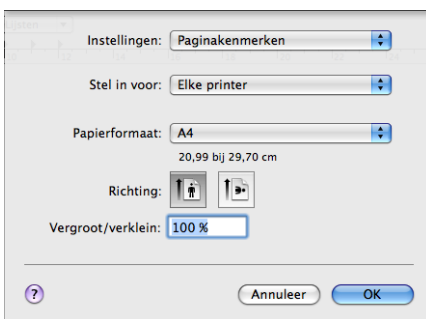 Lijsten
Instellingen: Paginakenmerken
Stel in voor: Elke printer
Papierformaat: A4
20,99 bij 29,70 cm
Richting:
Vergroot/verklein: 100 %
? Annuleer OK